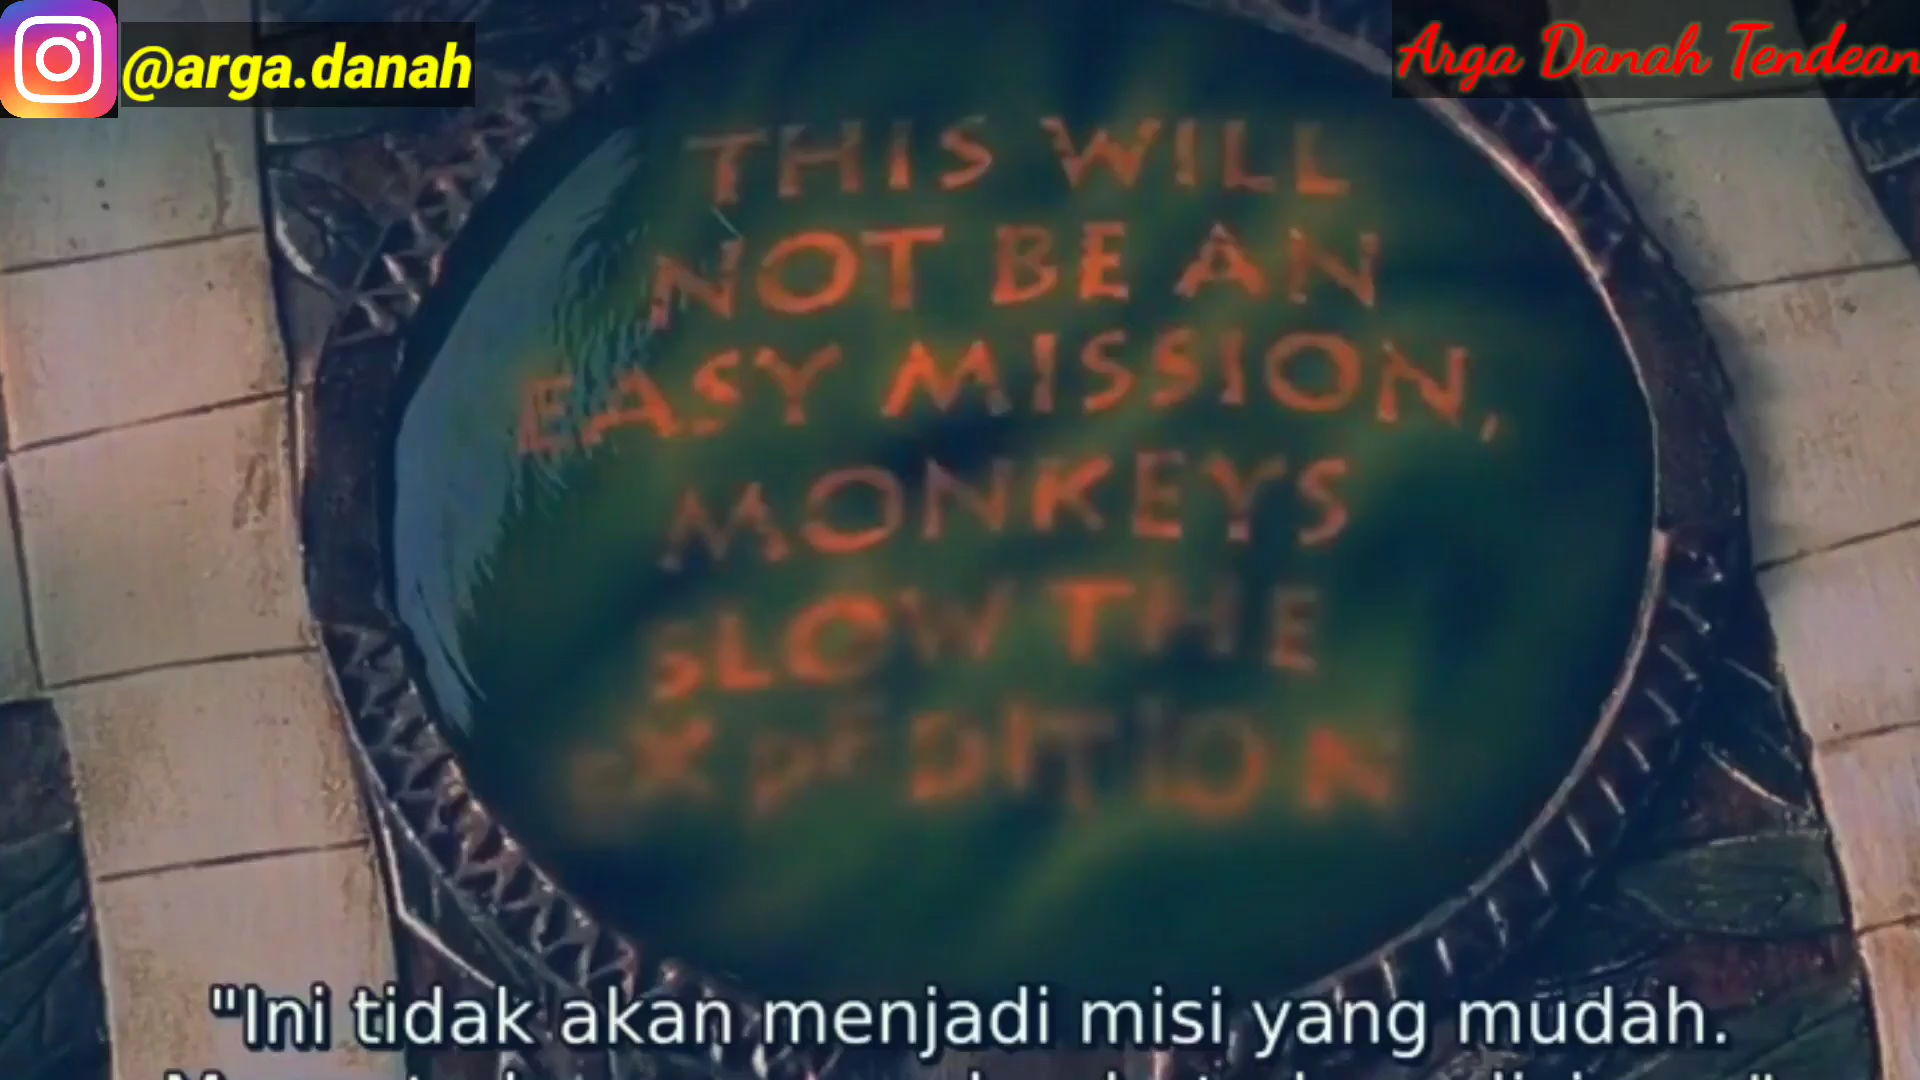 @arga.danah
Arga Danah Tendean
THIS WILL
NOT BE AN
EASY MISSION,
MONKEYS
SLOW THE
EXPEDITION
"Ini tidak akan menjadi misi yang mudah.